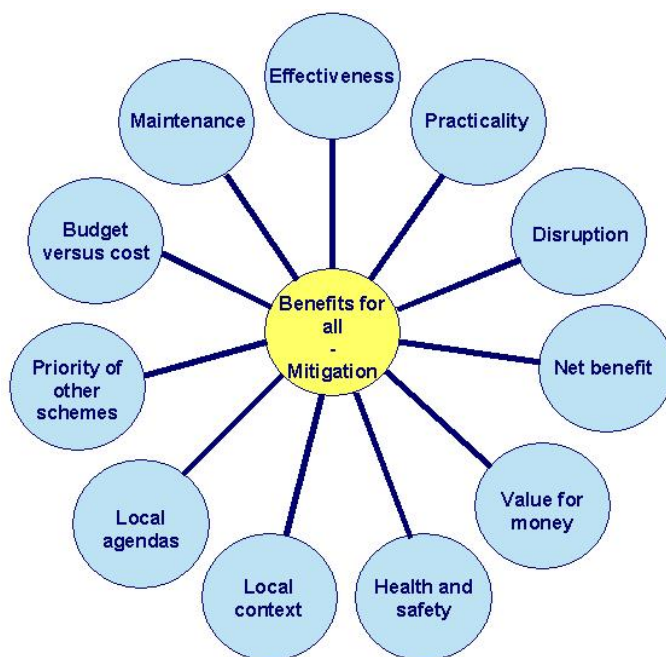 Effectiveness
Practicality
Disruption
Net benefit
Value for
money
Health and
safety
Local
context
Local
agendas
Priority of
other
schemes
Budget
versus cost
Maintenance
Benefits for
all
-
Mitigation